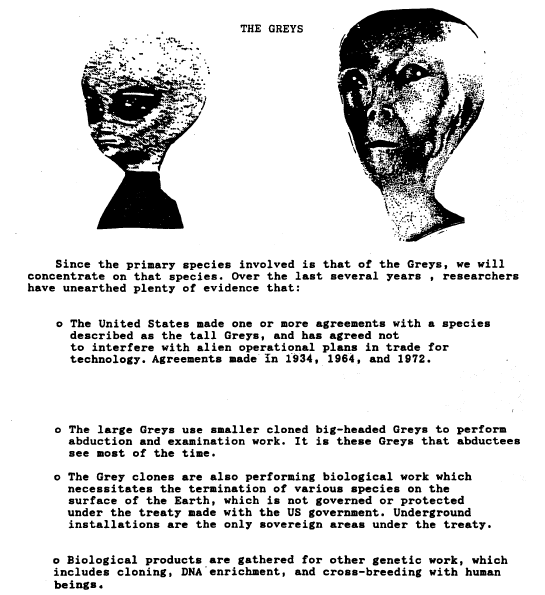 THE GREYS
Since the primary species involved is that of the Greys, we will
concentrate on that species. Over the last several years , researchers
have unearthed plenty of evidence that:
o The United States made one or more agreements with a species
described as the tall Greys, and has agreed not
to interfere with alien operational plans in trade for
technology. Agreements made in 1934, 1964, and 1972.
o The large Greys use smaller cloned big-headed Greys to perform
abduction and examination work. It is these Greys that abductees
see most of the time.
o The Grey clones are also performing biological work which
necessitates the termination of various species on the
surface of the Earth, which is not governed or protected
under the treaty made with the US government. Underground
installations are the only sovereign areas under the treaty.
o Biological products are gathered for other genetic work, which
includes cloning, DNA enrichment, and cross-breeding with human
beings.